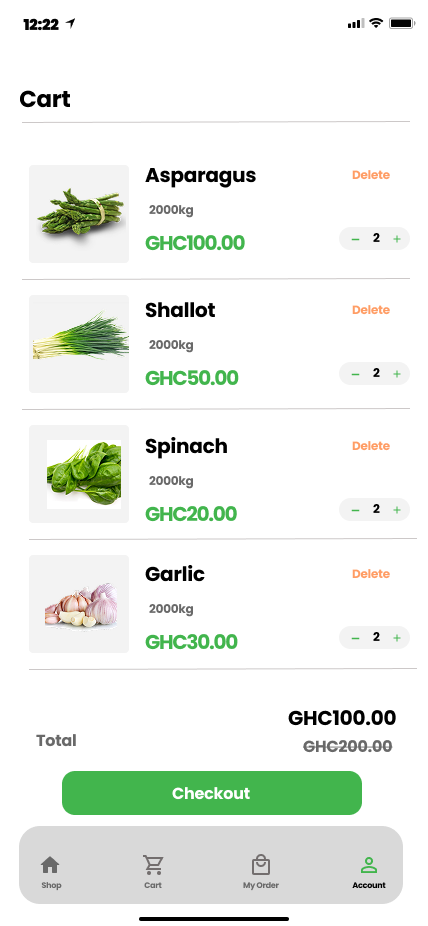 12:22
Cart
Asparagus
Delete
2000kg
GHC100.00
− 2 +
Shallot
Delete
2000kg
GHC50.00
− 2 +
Spinach
Delete
2000kg
GHC20.00
− 2 +
Garlic
Delete
2000kg
GHC30.00
− 2 +
GHC100.00
Total
GHC200.00
Checkout
Shop Cart My Order Account